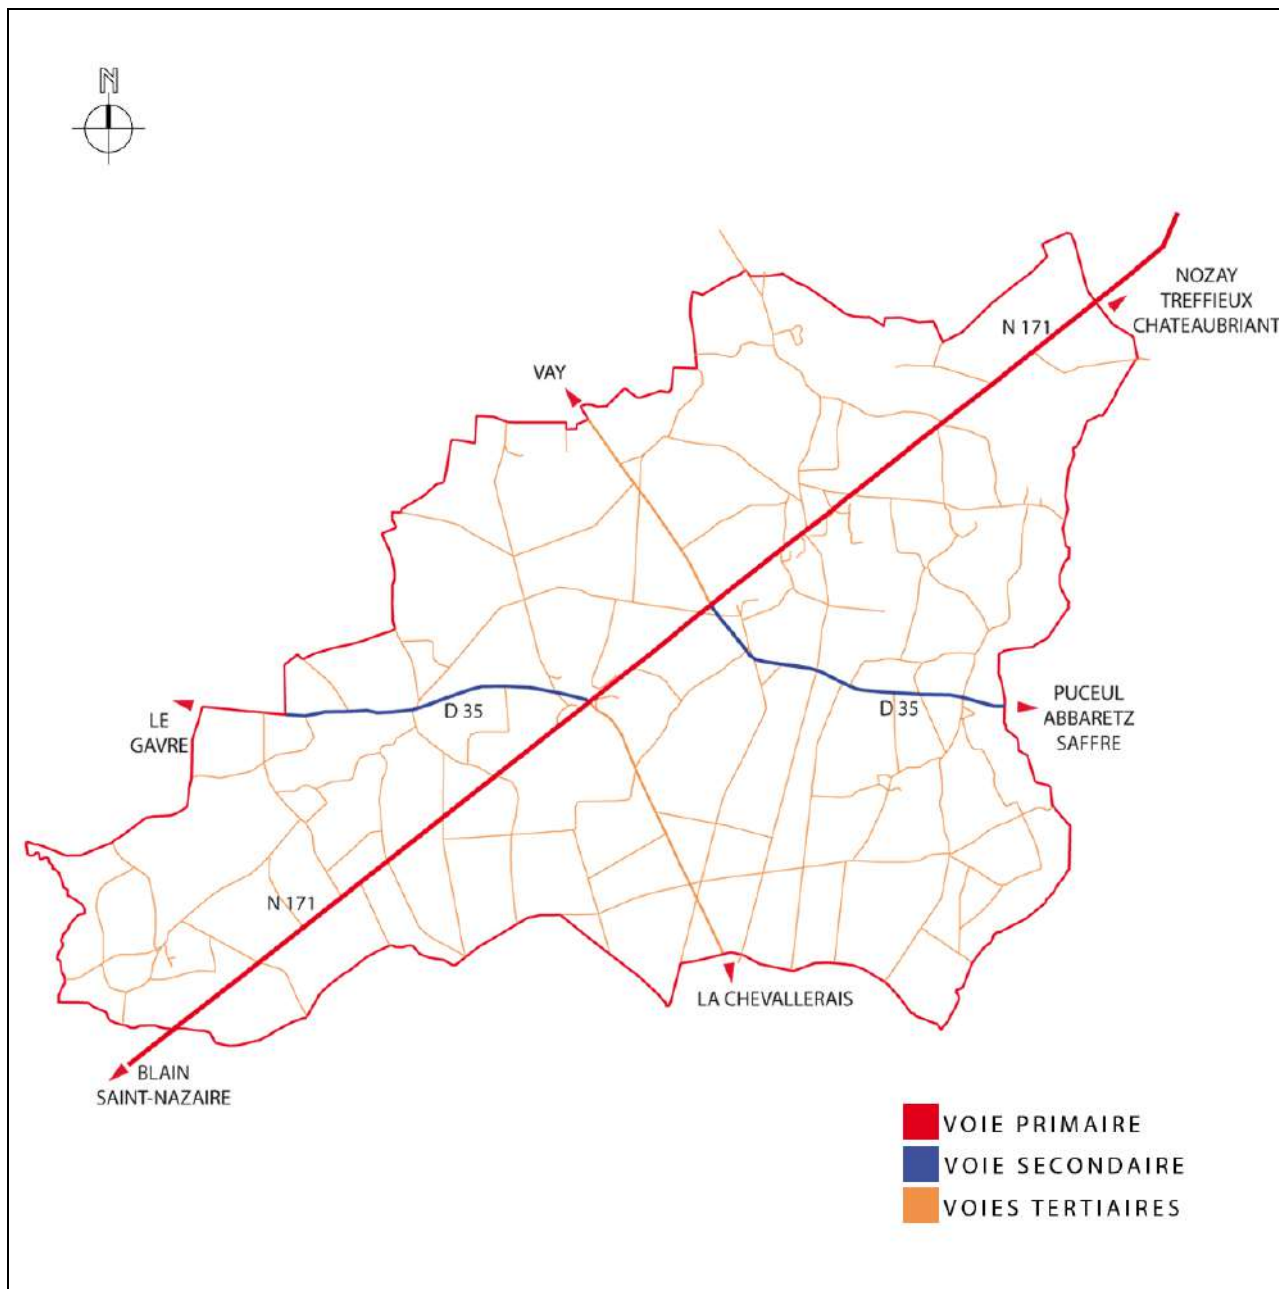 N
NOZAY
TREFFIEUX
CHATEAUBRIANT
N 171
VAY
LE
GAVRE
D 35
D 35
PUCEUL
ABBARETZ
SAFFRE
N 171
LA CHEVALLERAIS
BLAIN
SAINT-NAZAIRE
VOIE PRIMAIRE
VOIE SECONDAIRE
VOIES TERTIAIRES